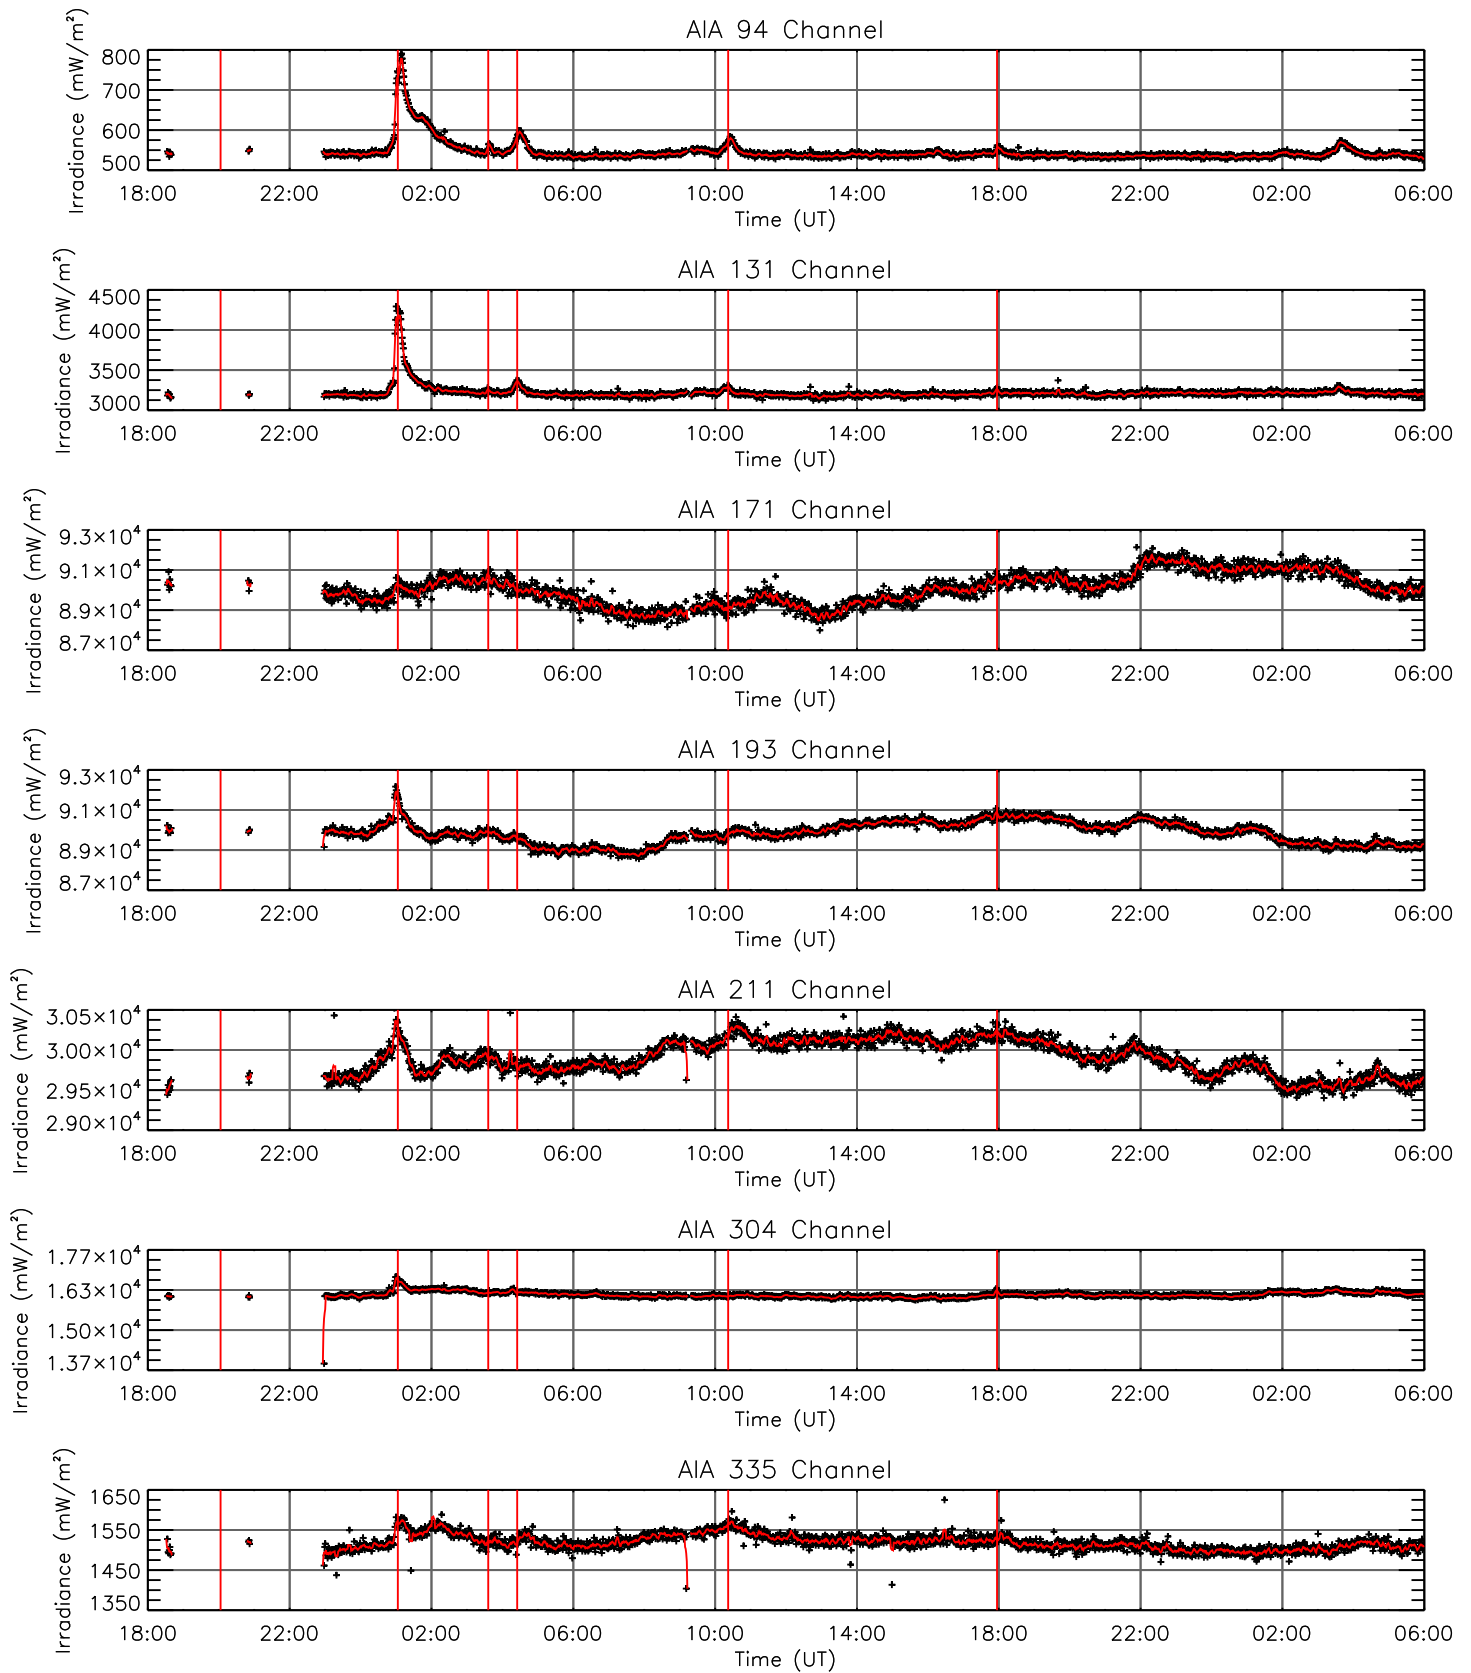 AIA 94 Channel
Irradiance (mW/m²)
800
700
600
500
18:00 22:00 02:00 06:00 10:00 14:00 18:00 22:00 02:00 06:00
Time (UT)
AIA 131 Channel
Irradiance (mW/m²)
4500
4000
3500
3000
18:00 22:00 02:00 06:00 10:00 14:00 18:00 22:00 02:00 06:00
Time (UT)
AIA 171 Channel
Irradiance (mW/m²)
9.3×10⁴
9.1×10⁴
8.9×10⁴
8.7×10⁴
18:00 22:00 02:00 06:00 10:00 14:00 18:00 22:00 02:00 06:00
Time (UT)
AIA 193 Channel
Irradiance (mW/m²)
9.3×10⁴
9.1×10⁴
8.9×10⁴
8.7×10⁴
18:00 22:00 02:00 06:00 10:00 14:00 18:00 22:00 02:00 06:00
Time (UT)
AIA 211 Channel
Irradiance (mW/m²)
3.05×10⁴
3.00×10⁴
2.95×10⁴
2.90×10⁴
18:00 22:00 02:00 06:00 10:00 14:00 18:00 22:00 02:00 06:00
Time (UT)
AIA 304 Channel
Irradiance (mW/m²)
1.77×10⁴
1.63×10⁴
1.50×10⁴
1.37×10⁴
18:00 22:00 02:00 06:00 10:00 14:00 18:00 22:00 02:00 06:00
Time (UT)
AIA 335 Channel
Irradiance (mW/m²)
1650
1550
1450
1350
18:00 22:00 02:00 06:00 10:00 14:00 18:00 22:00 02:00 06:00
Time (UT)